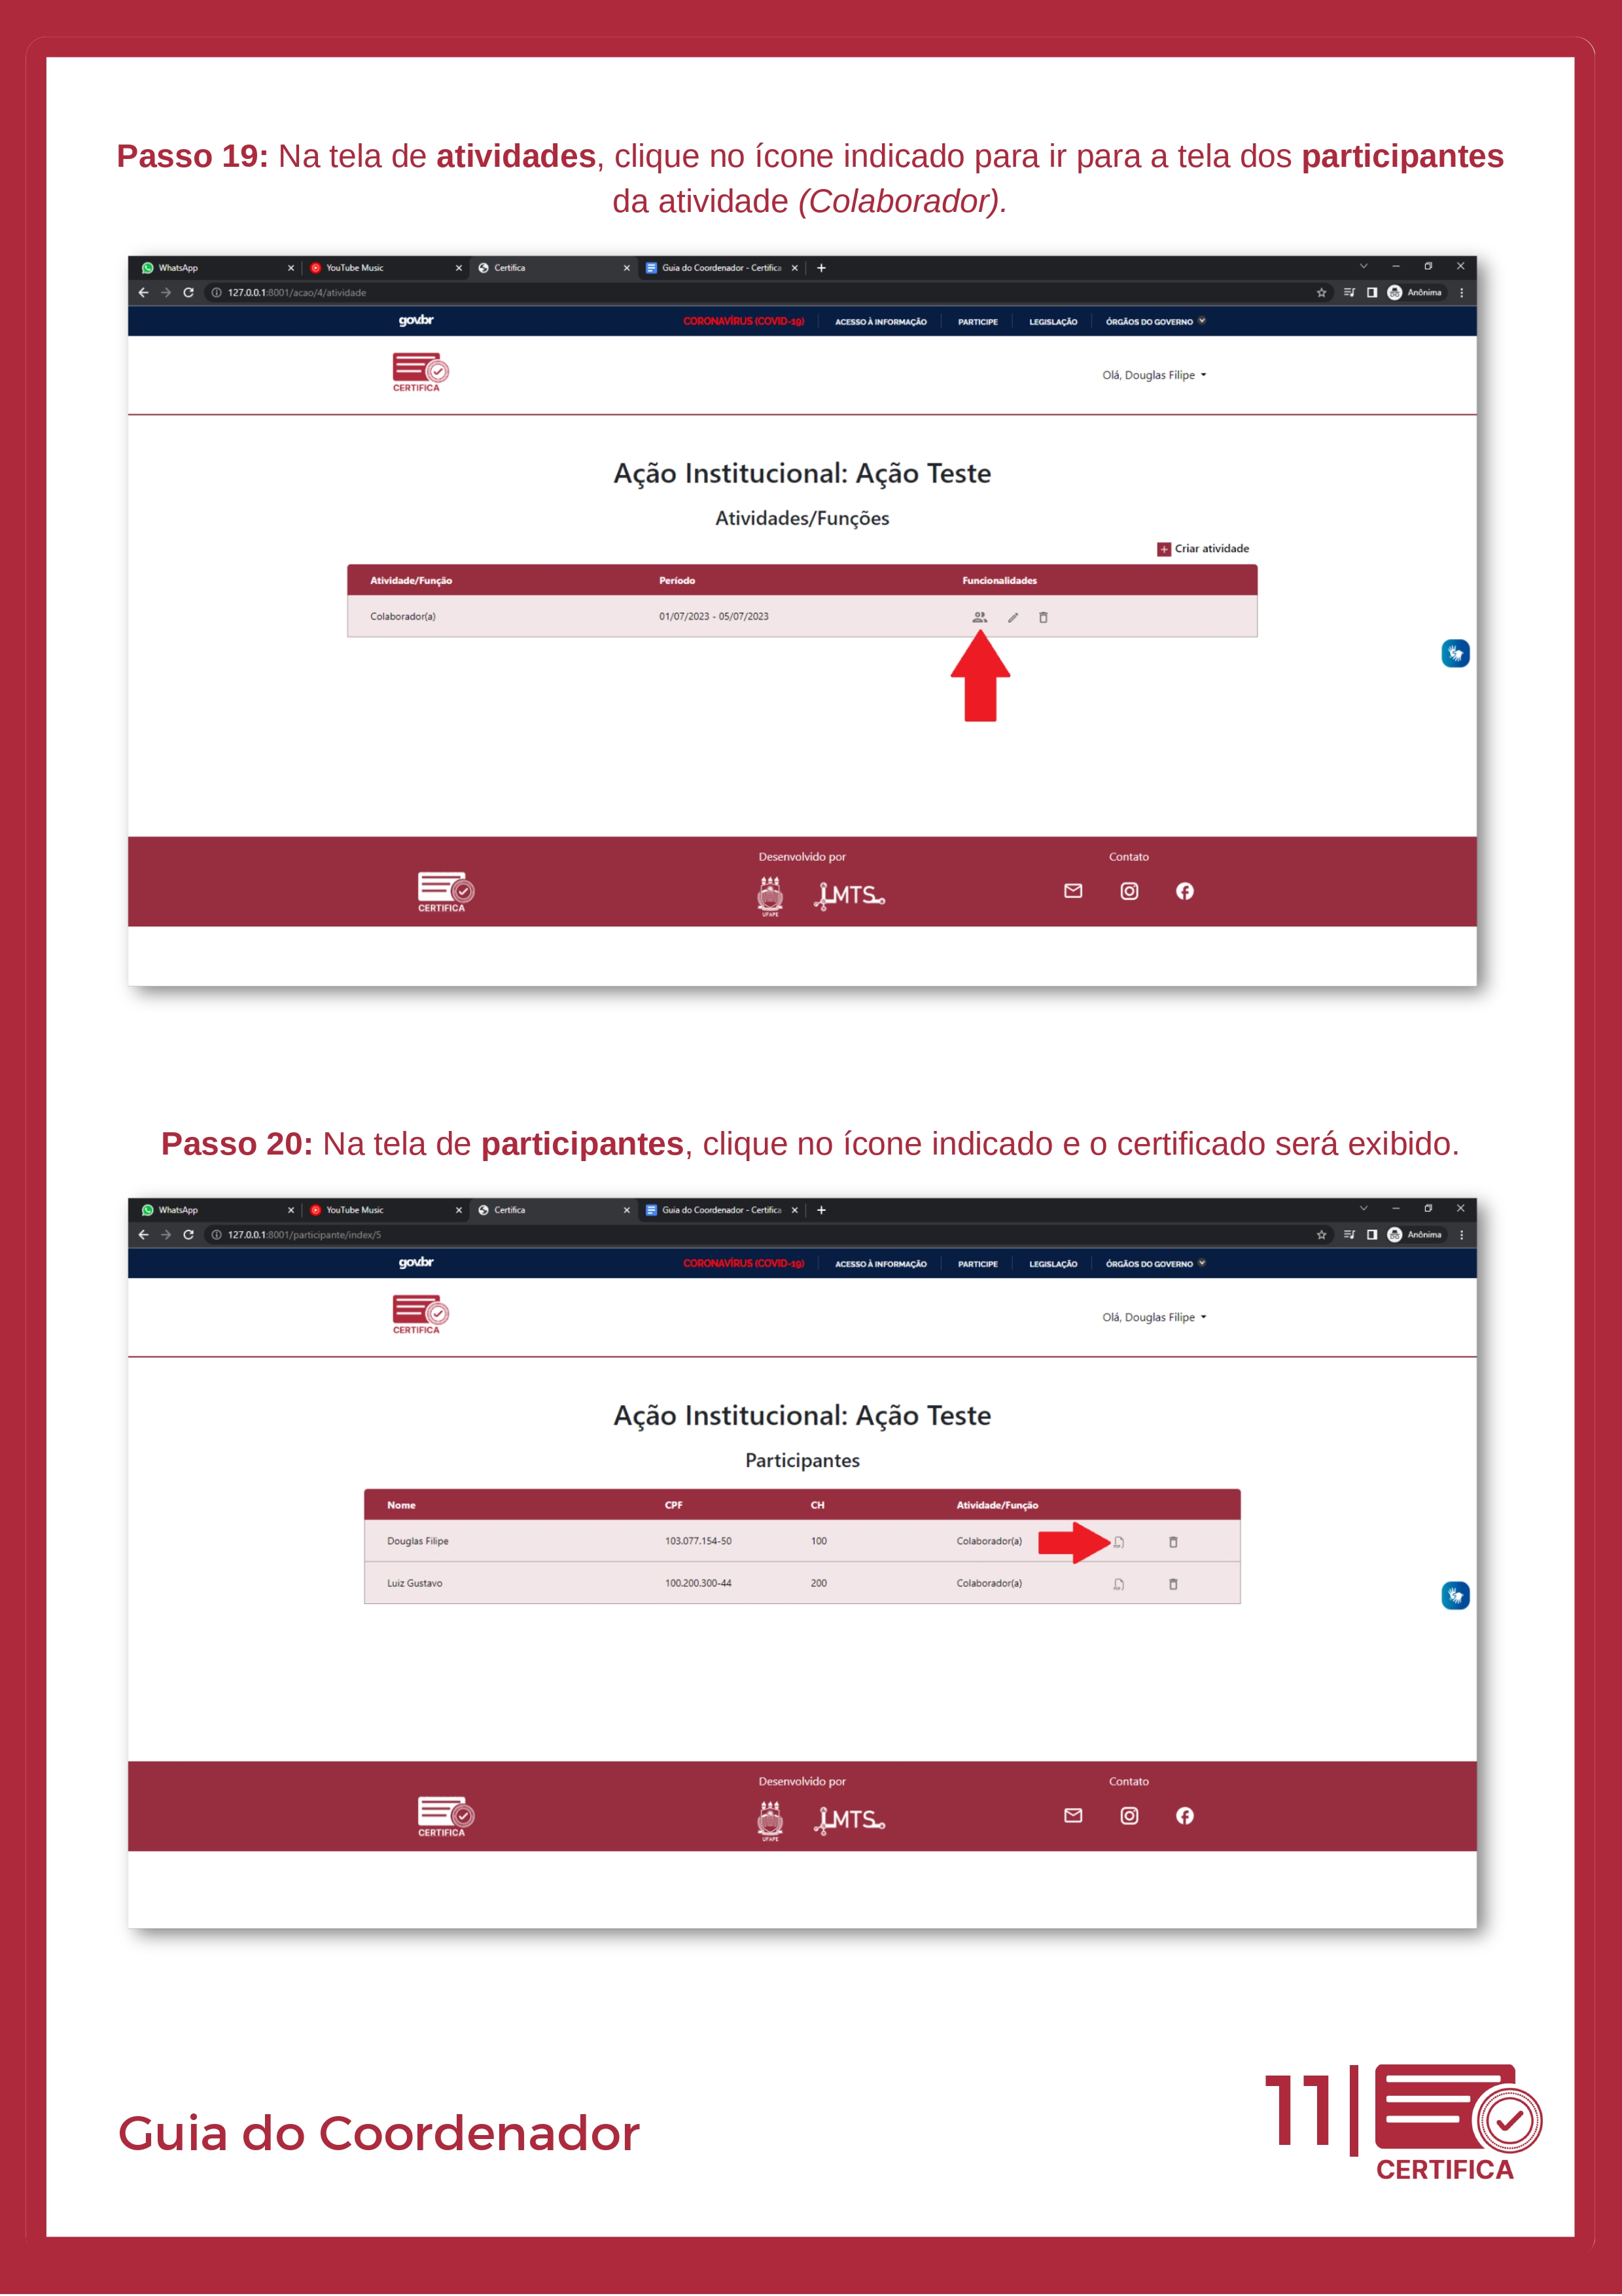 Passo 19: Na tela de atividades, clique no ícone indicado para ir para a tela dos participantes
da atividade (Colaborador).
WhatsApp YouTube Music Certifica Guia do Coordenador - Certifica
127.0.0.1:8001/acao/4/atividade Anônima
gov.br CORONAVÍRUS (COVID-19) ACESSO À INFORMAÇÃO PARTICIPE LEGISLAÇÃO ÓRGÃOS DO GOVERNO
CERTIFICA
Olá, Douglas Filipe
Ação Institucional: Ação Teste
Atividades/Funções
Criar atividade
Atividade/Função Período Funcionalidades
Colaborador(a) 01/07/2023 - 05/07/2023
Desenvolvido por Contato
CERTIFICA UFAPE LMTS
Passo 20: Na tela de participantes, clique no ícone indicado e o certificado será exibido.
WhatsApp YouTube Music Certifica Guia do Coordenador - Certifica
127.0.0.1:8001/participante/index/5 Anônima
gov.br CORONAVÍRUS (COVID-19) ACESSO À INFORMAÇÃO PARTICIPE LEGISLAÇÃO ÓRGÃOS DO GOVERNO
CERTIFICA
Olá, Douglas Filipe
Ação Institucional: Ação Teste
Participantes
Nome CPF CH Atividade/Função
Douglas Filipe 103.077.154-50 100 Colaborador(a)
Luiz Gustavo 100.200.300-44 200 Colaborador(a)
Desenvolvido por Contato
CERTIFICA UFAPE LMTS
Guia do Coordenador
11
CERTIFICA